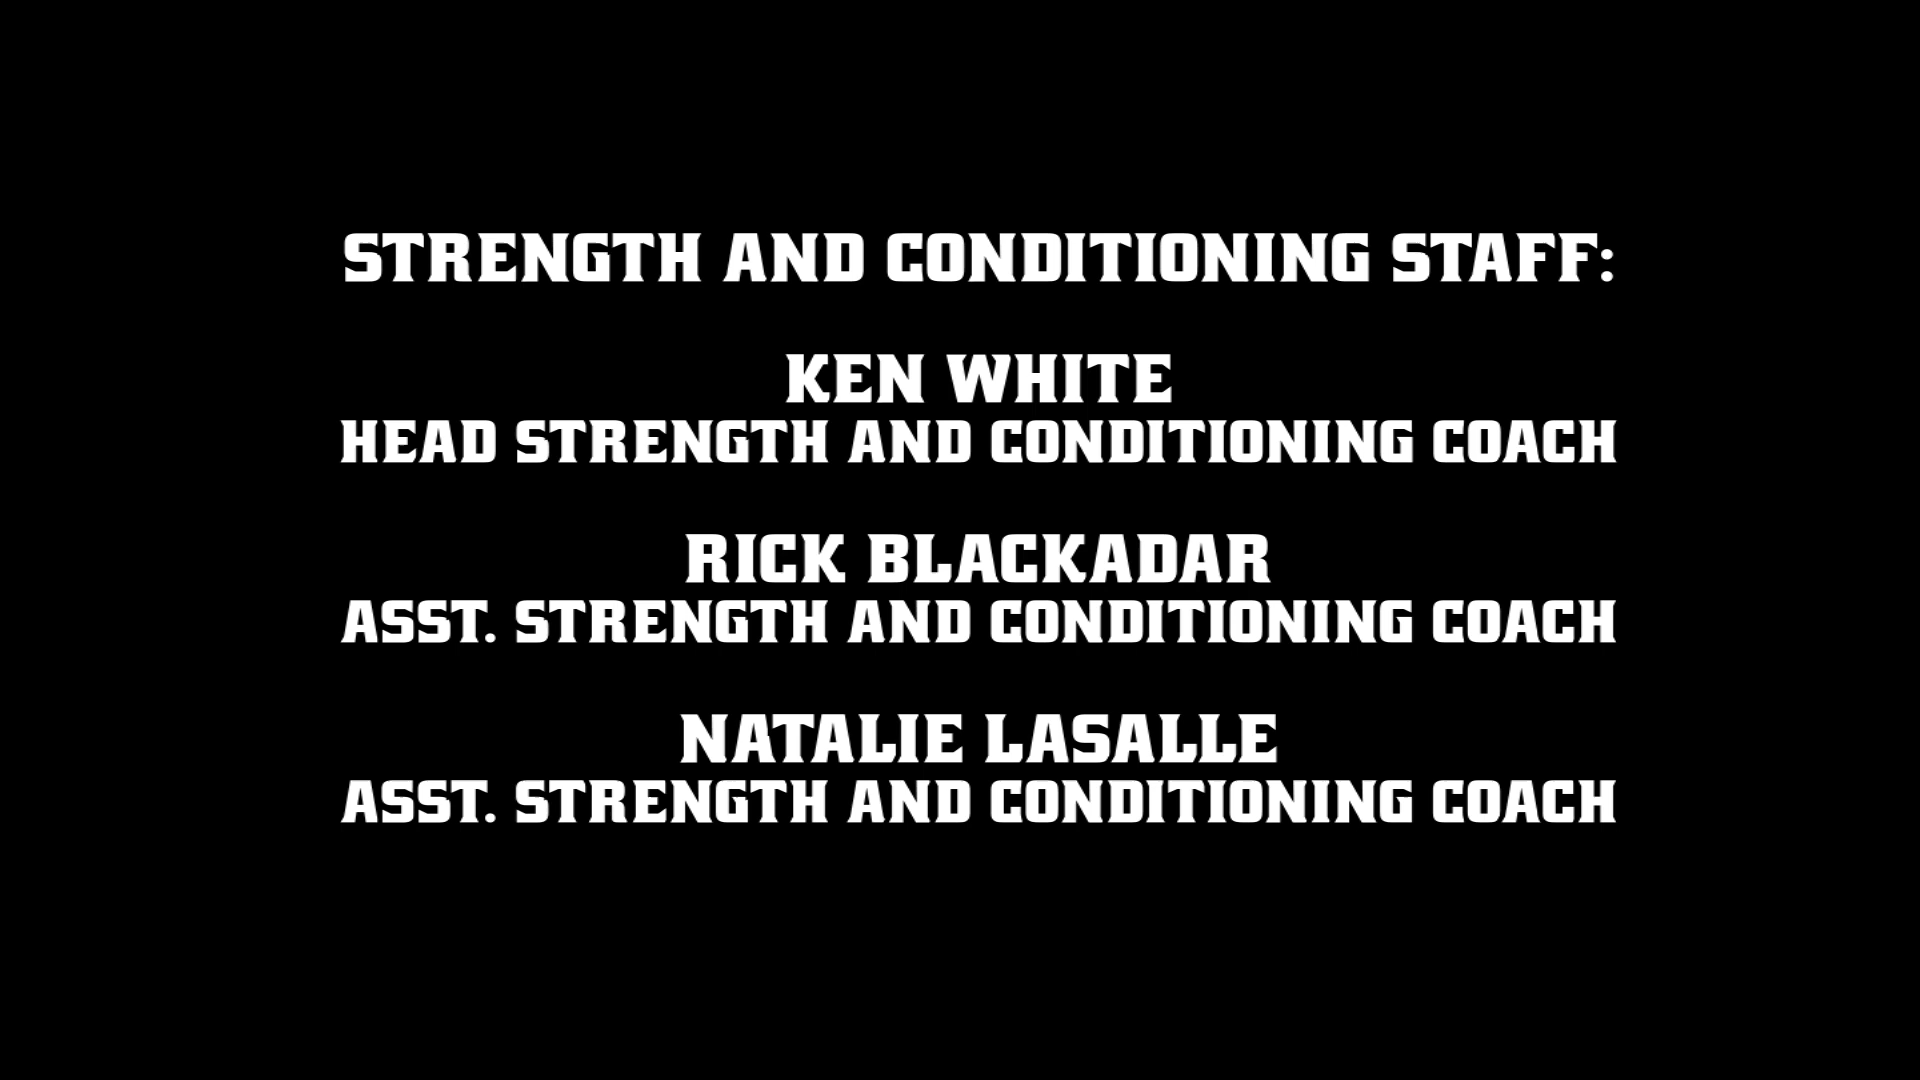 STRENGTH AND CONDITIONING STAFF:
KEN WHITE
HEAD STRENGTH AND CONDITIONING COACH
RICK BLACKADAR
ASST. STRENGTH AND CONDITIONING COACH
NATALIE LASALLE
ASST. STRENGTH AND CONDITIONING COACH